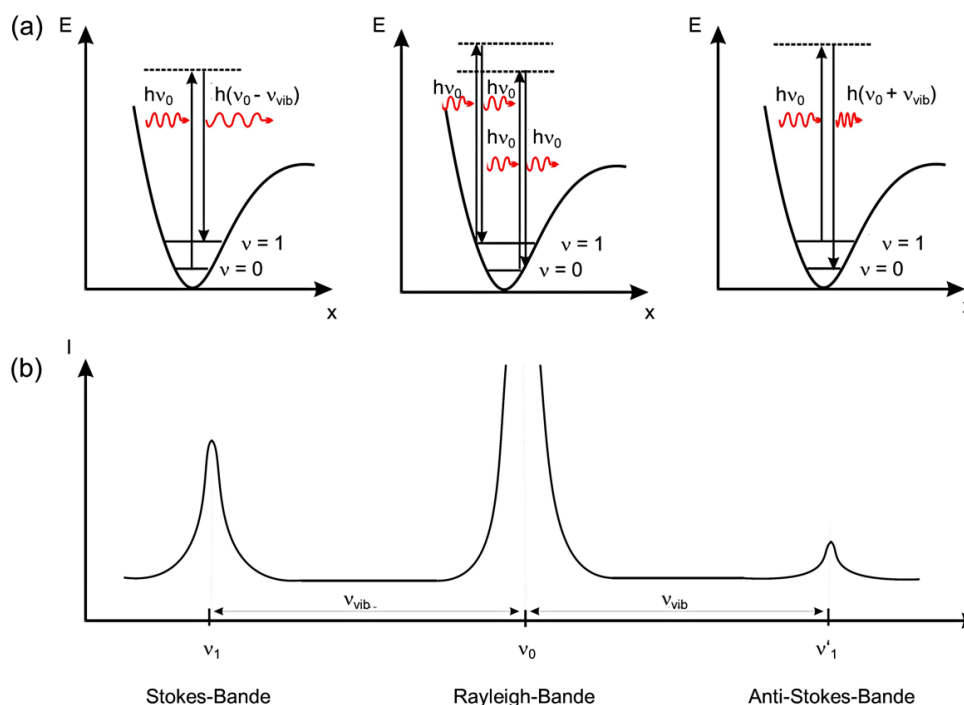 (a)
E
hν₀
h(ν₀ - νvib)
ν = 1
ν = 0
x
E
hν₀ hν₀
hν₀ hν₀
ν = 1
ν = 0
x
E
hν₀
h(ν₀ + νvib)
ν = 1
ν = 0
(b)
I
νvib
νvib
ν₁
ν₀
ν‘₁
Stokes-Bande
Rayleigh-Bande
Anti-Stokes-Bande